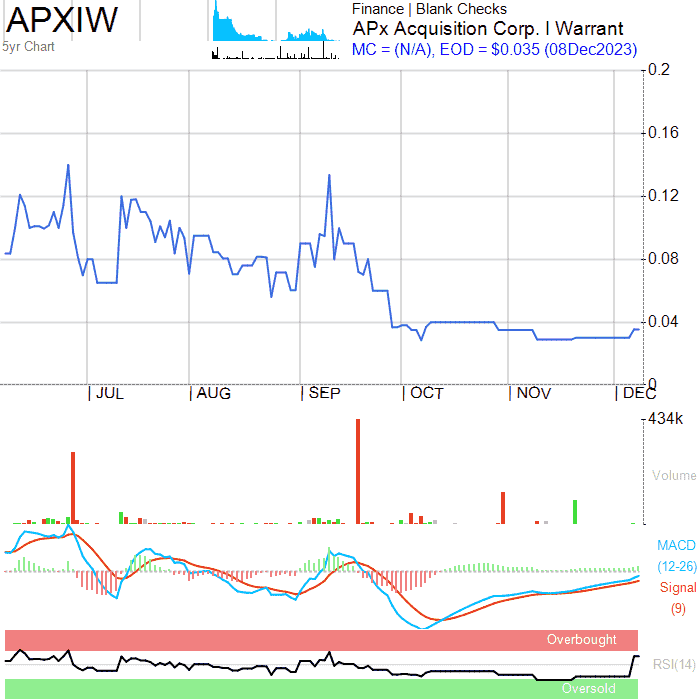 APXIW
5yr Chart
Finance | Blank Checks
APx Acquisition Corp. I Warrant
MC = (N/A), EOD = $0.035 (08Dec2023)
0.2
0.16
0.12
0.08
0.04
0
JUL AUG SEP OCT NOV DEC
434k
Volume
MACD
(12-26)
Signal
(9)
Overbought
RSI(14)
Oversold